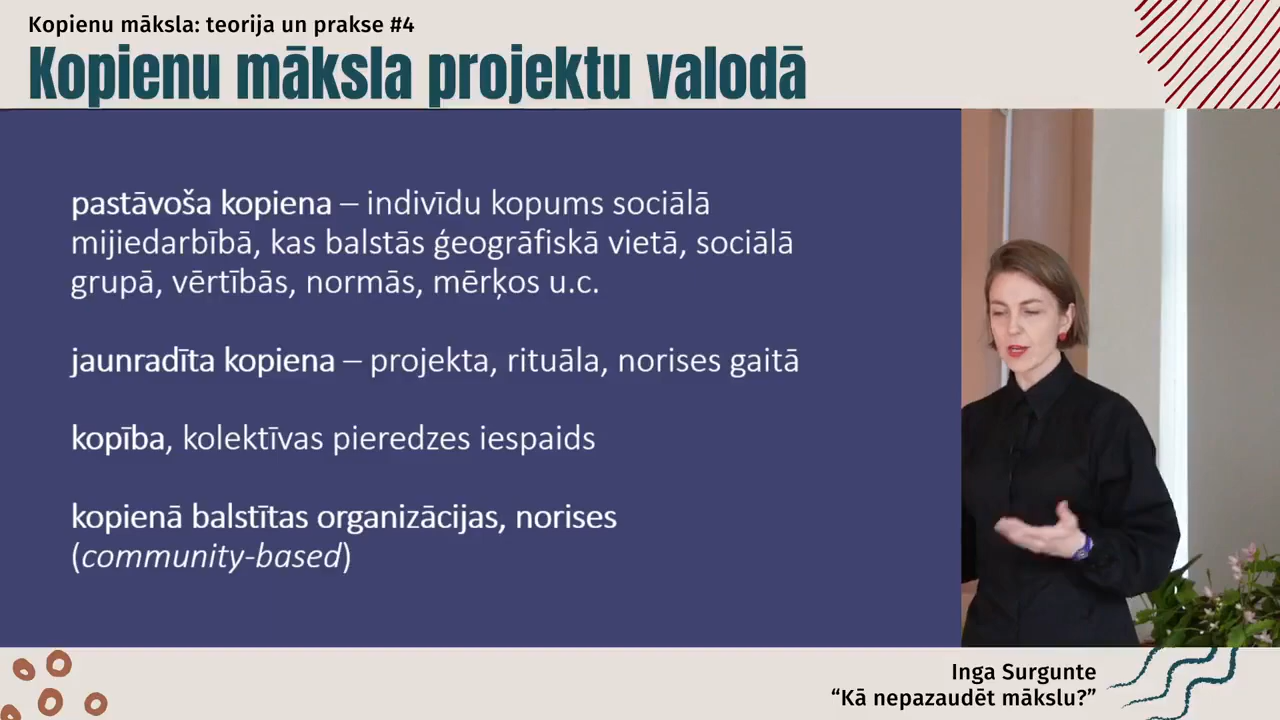 Kopienu māksla: teorija un prakse #4
Kopienu māksla projektu valodā
pastāvoša kopiena – indivīdu kopums sociālā
mijiedarbībā, kas balstās ģeogrāfiskā vietā, sociālā
grupā, vērtībās, normās, mērķos u.c.
jaunradīta kopiena – projekta, rituāla, norises gaitā
kopība, kolektīvas pieredzes iespaids
kopienā balstītas organizācijas, norises
(community-based)
Inga Surgunte
“Kā nepazaudēt mākslu?”